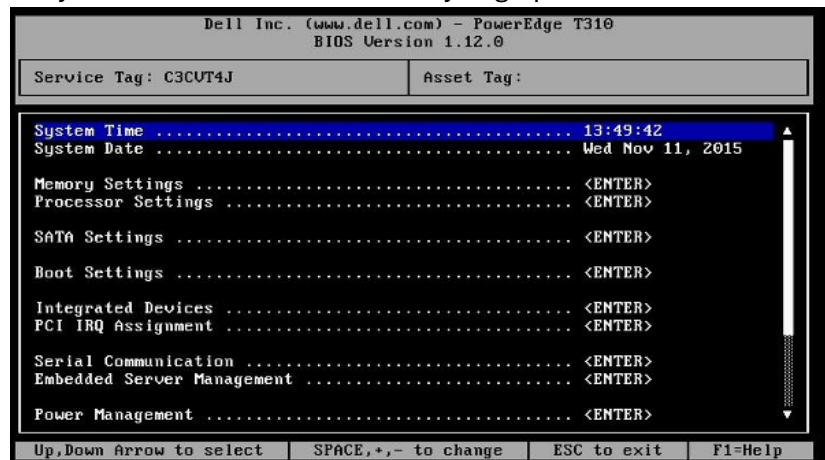 Dell Inc. (www.dell.com) - PowerEdge T310
BIOS Version 1.12.0
Service Tag: C3CVT4J Asset Tag:
System Time ............................................ 13:49:42
System Date ............................................ Wed Nov 11, 2015
Memory Settings ........................................ <ENTER>
Processor Settings ..................................... <ENTER>
SATA Settings .......................................... <ENTER>
Boot Settings .......................................... <ENTER>
Integrated Devices ..................................... <ENTER>
PCI IRQ Assignment ..................................... <ENTER>
Serial Communication ................................... <ENTER>
Embedded Server Management ............................. <ENTER>
Power Management ....................................... <ENTER>
Up,Down Arrow to select SPACE,+,- to change ESC to exit F1=Help